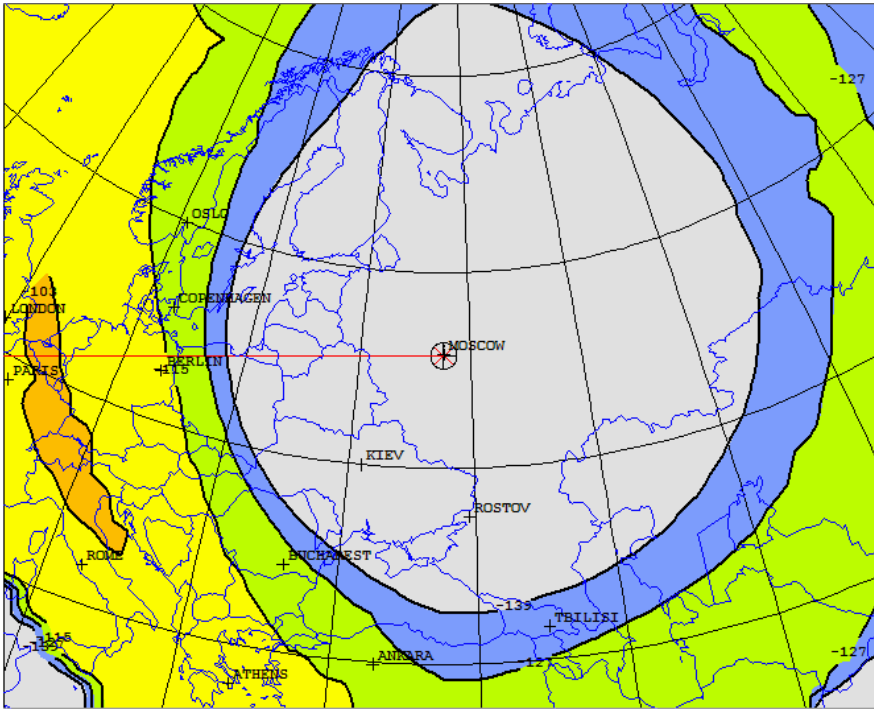 -127
OSLO
-103
COPENHAGEN
LONDON
MOSCOW
BERLIN
-115
PARIS
KIEV
ROSTOV
ROME
BUCHAREST
-139
TBILISI
-115
-139
ANKARA
-127
-127
ATHENS